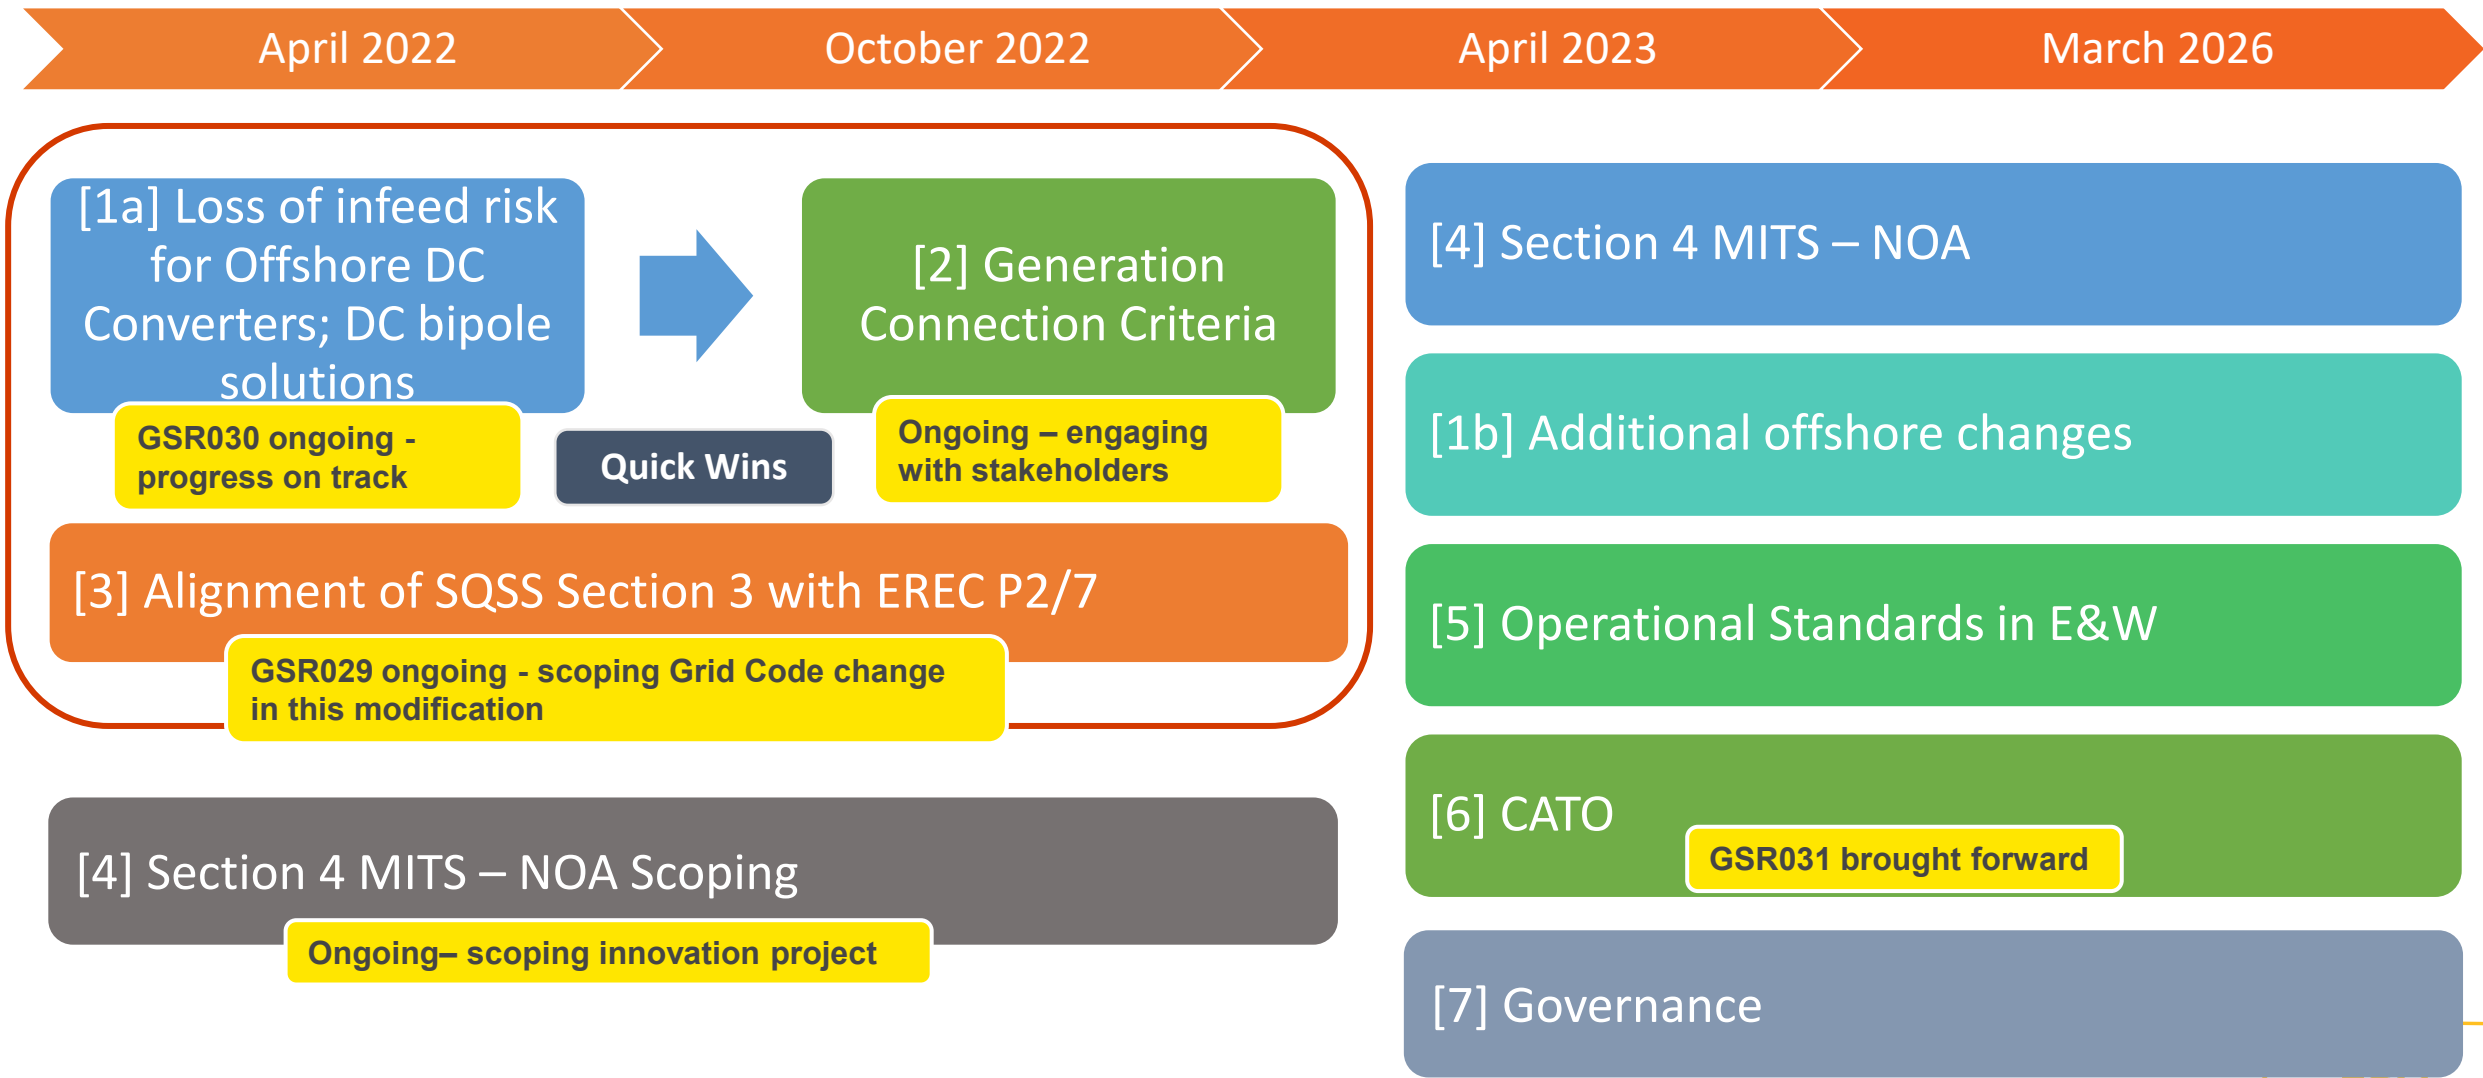 April 2022
October 2022
April 2023
March 2026
[1a] Loss of infeed risk
for Offshore DC
Converters; DC bipole
solutions
GSR030 ongoing -
progress on track
Quick Wins
[2] Generation
Connection Criteria
Ongoing – engaging
with stakeholders
[3] Alignment of SQSS Section 3 with EREC P2/7
GSR029 ongoing - scoping Grid Code change
in this modification
[4] Section 4 MITS – NOA Scoping
Ongoing– scoping innovation project
[4] Section 4 MITS – NOA
[1b] Additional offshore changes
[5] Operational Standards in E&W
[6] CATO
GSR031 brought forward
[7] Governance